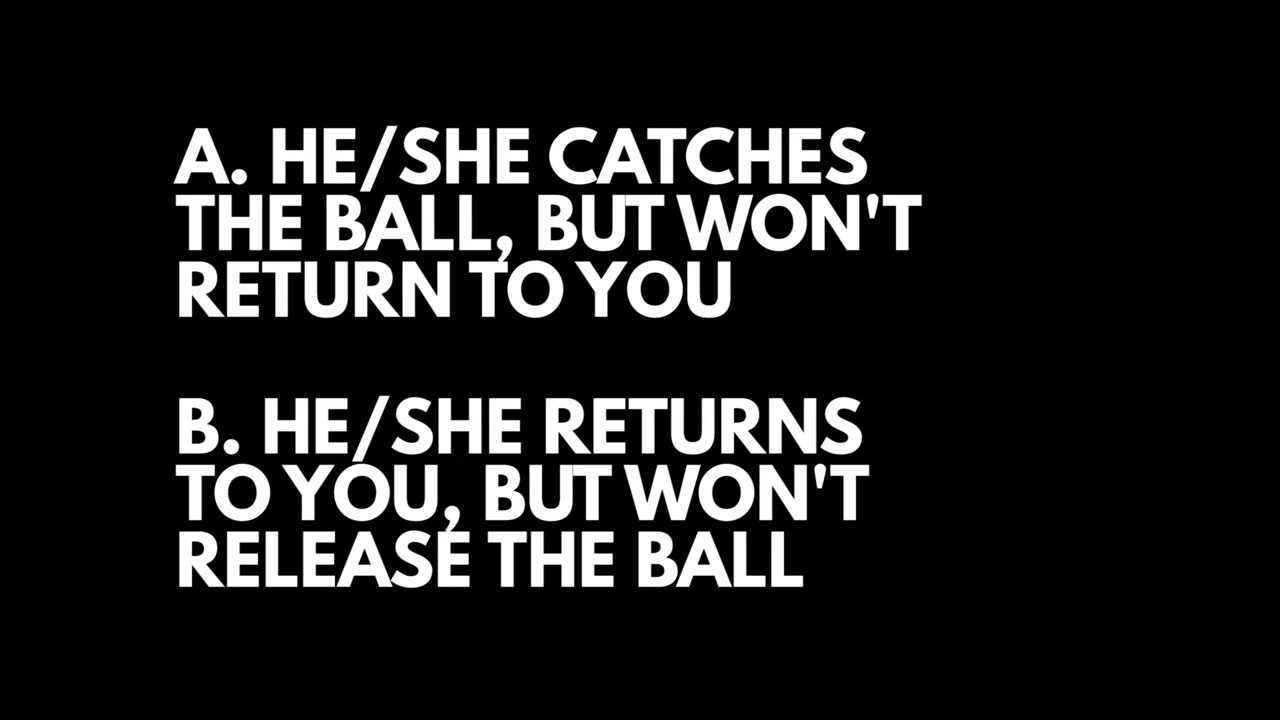 A. HE/SHE CATCHES
THE BALL, BUT WON'T
RETURN TO YOU
B. HE/SHE RETURNS
TO YOU, BUT WON'T
RELEASE THE BALL